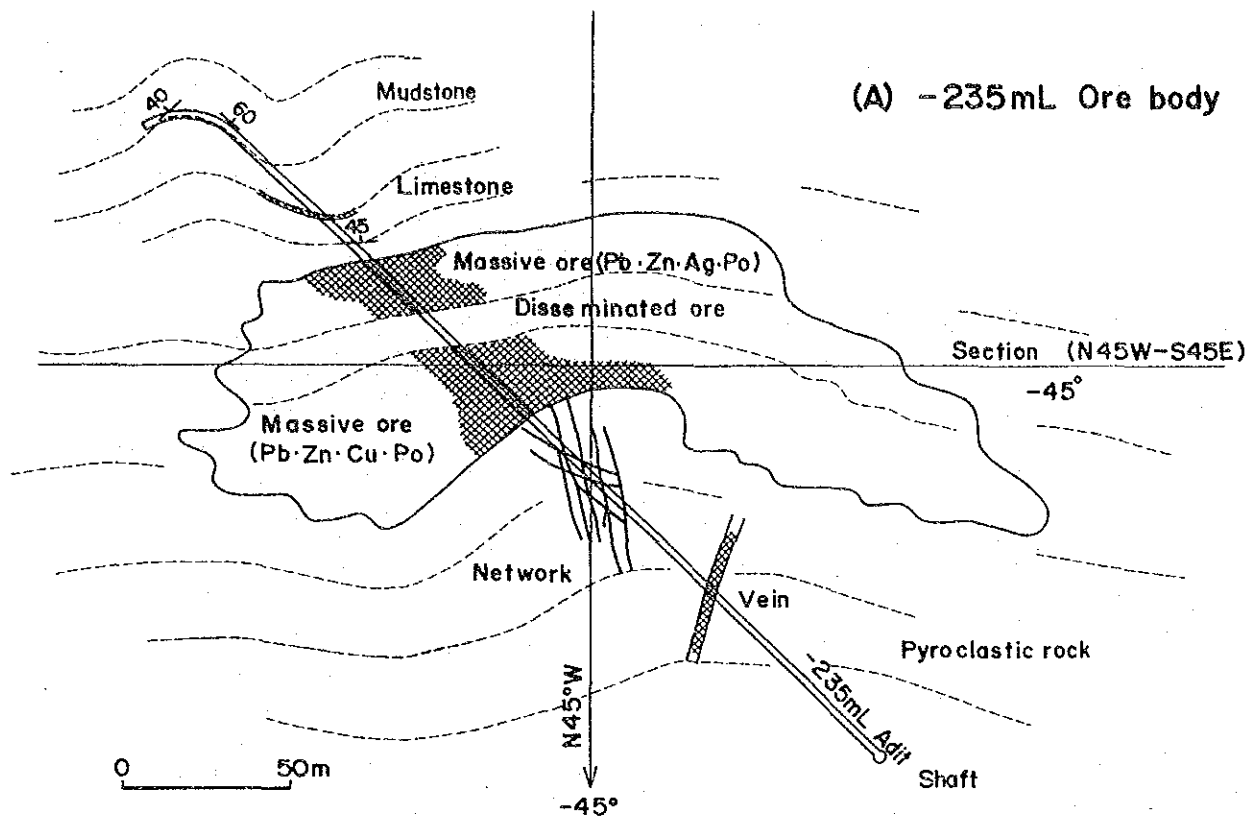 (A) -235mL Ore body
Mudstone
40
60
Limestone
45
Massive ore (Pb·Zn·Ag·Po)
Disseminated ore
Section (N45W-S45E)
-45°
Massive ore
(Pb·Zn·Cu·Po)
Network
Vein
Pyroclastic rock
-235mL Adit
N45°W
0 50m
Shaft
-45°